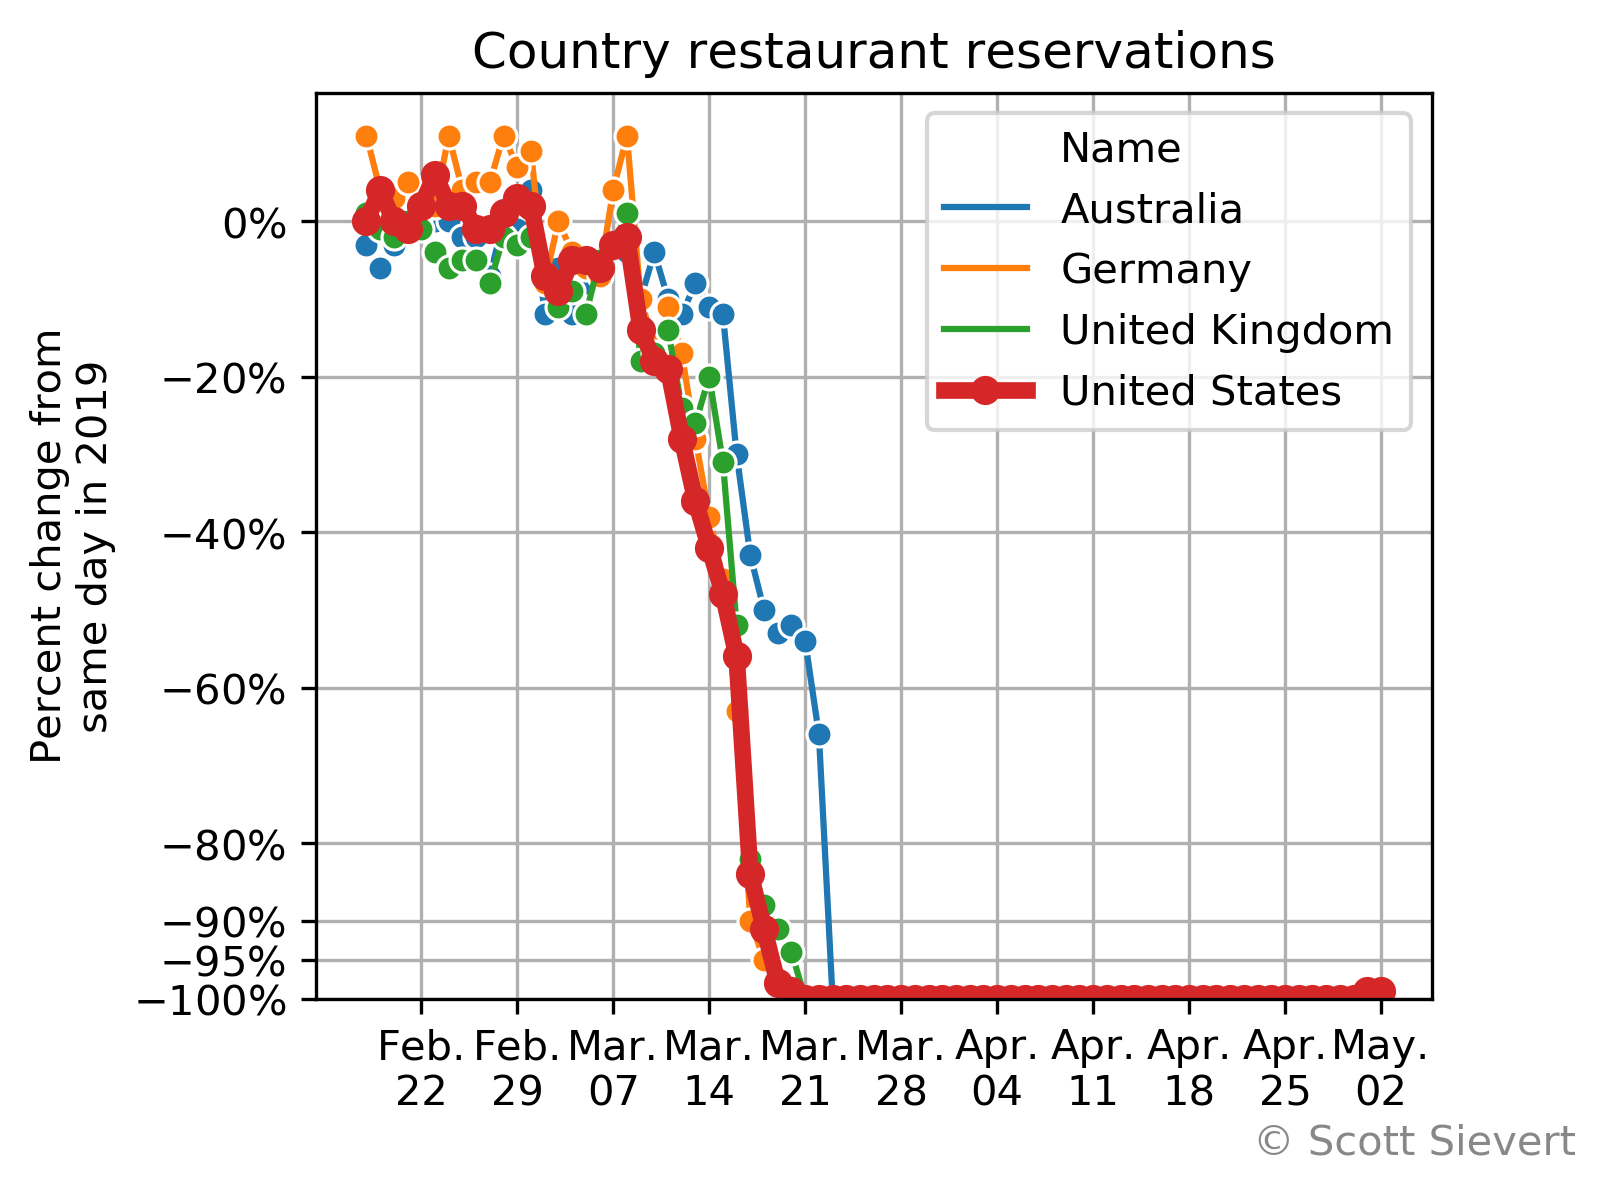 Country restaurant reservations
Percent change from
same day in 2019
0%
−20%
−40%
−60%
−80%
−90%
−95%
−100%
Name
Australia
Germany
United Kingdom
United States
Feb. Feb. Mar. Mar. Mar. Mar. Apr. Apr. Apr. Apr. May.
22 29 07 14 21 28 04 11 18 25 02
© Scott Sievert